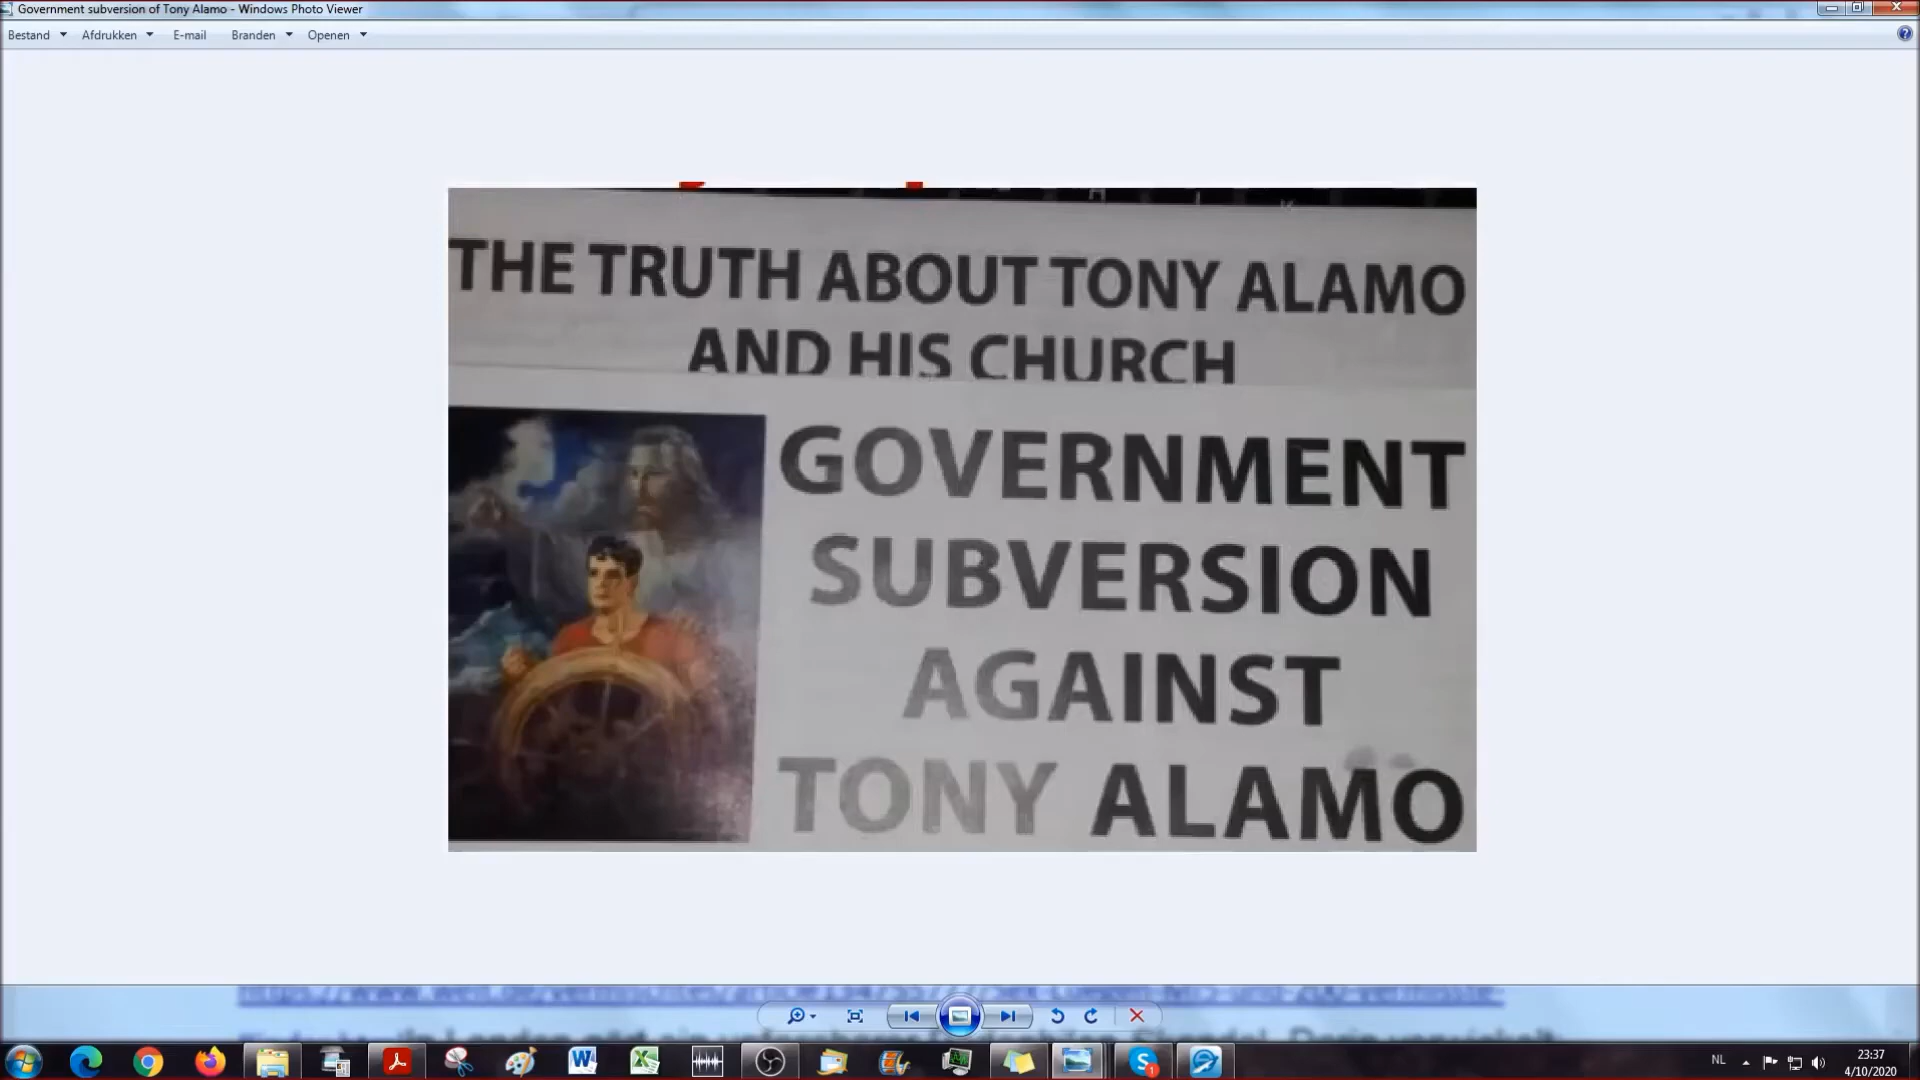 Government subversion of Tony Alamo - Windows Photo Viewer
Bestand Afdrukken E-mail Branden Openen
THE TRUTH ABOUT TONY ALAMO
AND HIS CHURCH
GOVERNMENT
SUBVERSION
AGAINST
TONY ALAMO
NL
23:37
4/10/2020